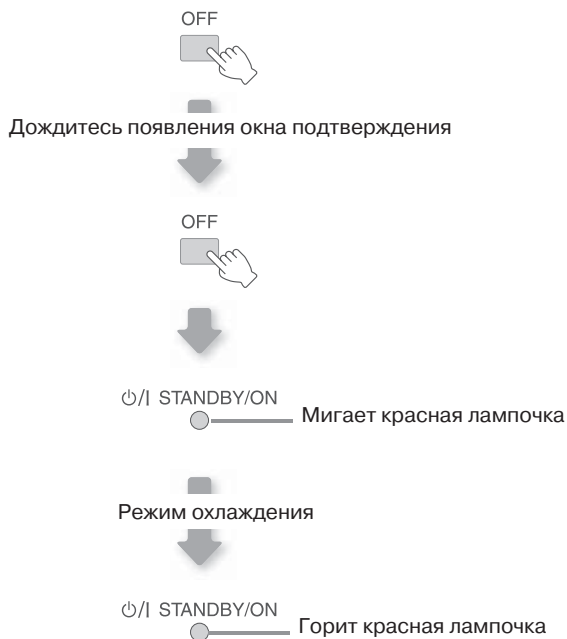 OFF
Дождитесь появления окна подтверждения
OFF
⏻/I STANDBY/ON
Мигает красная лампочка
Режим охлаждения
⏻/I STANDBY/ON
Горит красная лампочка